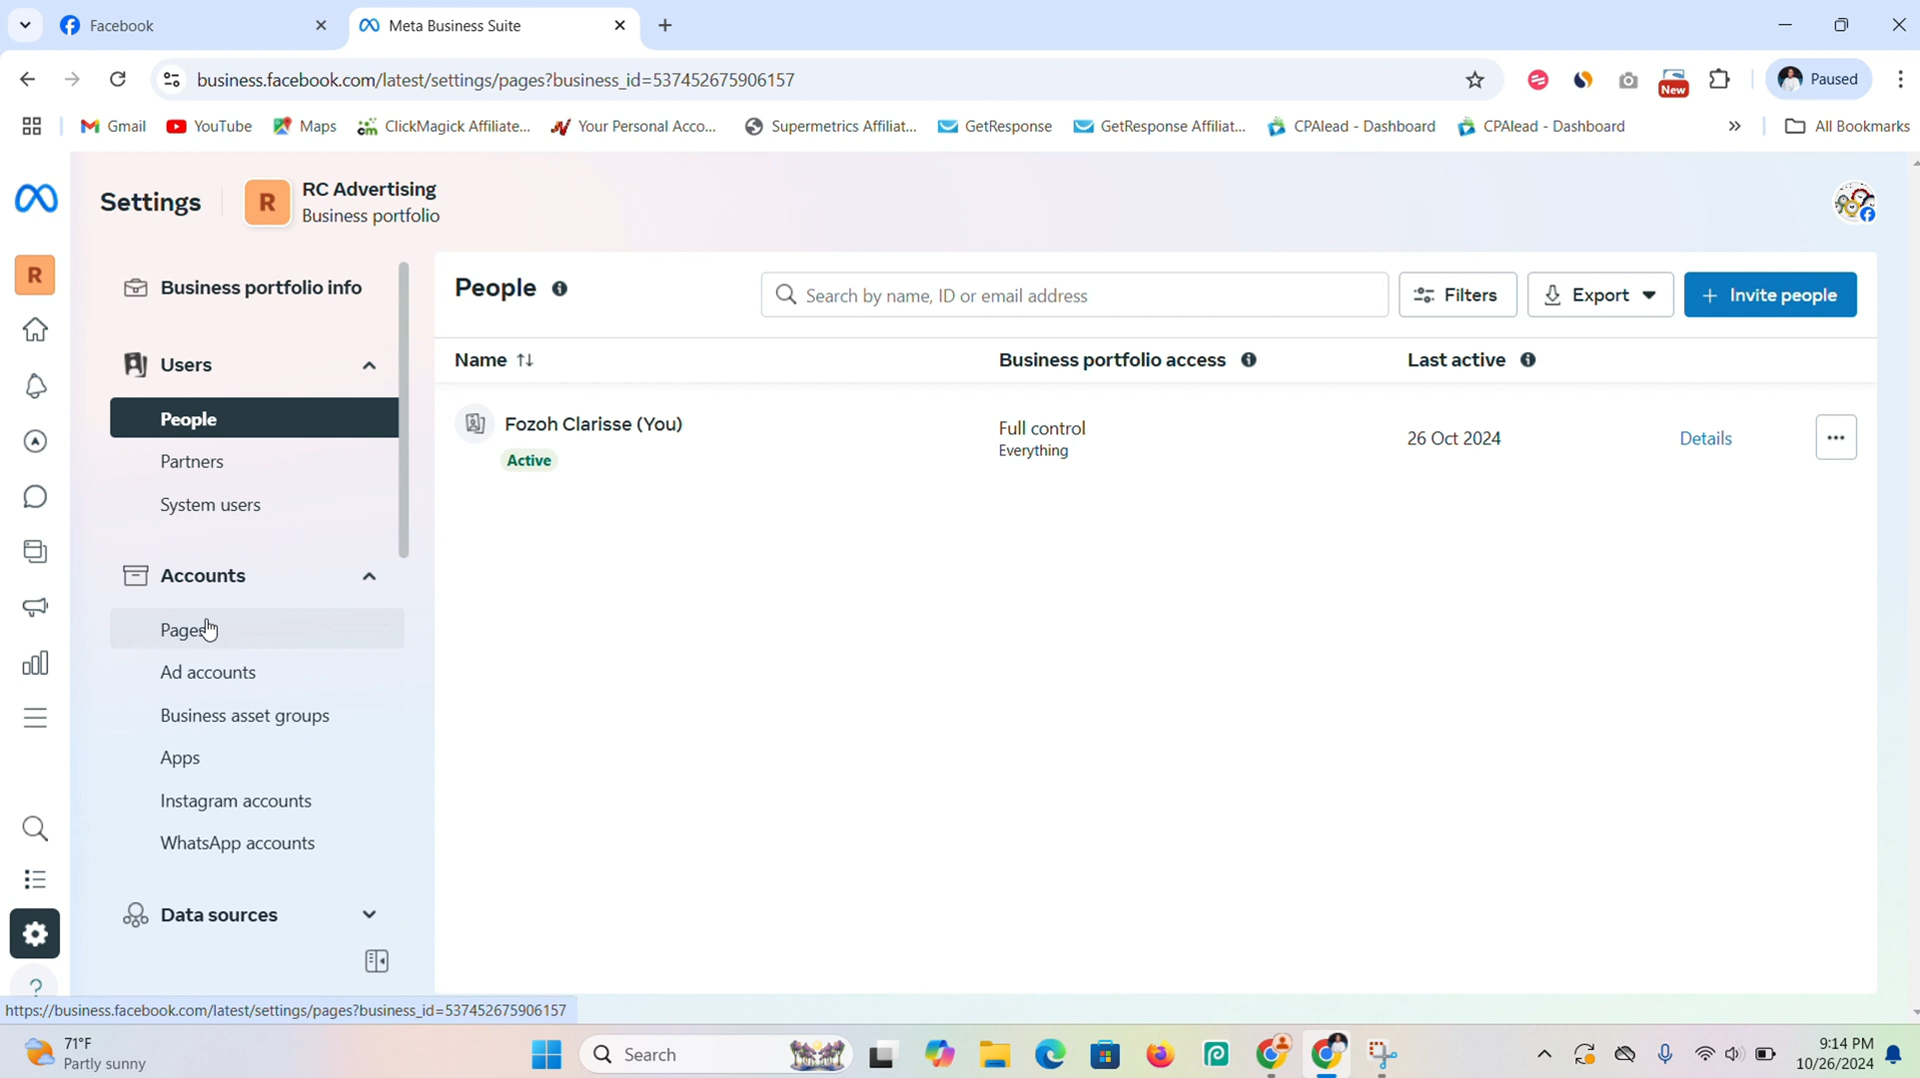 Facebook
Meta Business Suite
business.facebook.com/latest/settings/pages?business_id=537452675906157
New
Paused
Gmail
YouTube
Maps
ClickMagick Affiliate...
Your Personal Acco...
Supermetrics Affiliat...
GetResponse
GetResponse Affiliat...
CPAlead - Dashboard
CPAlead - Dashboard
All Bookmarks
Settings
R
RC Advertising
Business portfolio
R
Business portfolio info
Users
People
Partners
System users
Accounts
Pages
Ad accounts
Business asset groups
Apps
Instagram accounts
WhatsApp accounts
Data sources
People
Search by name, ID or email address
Filters
Export
+ Invite people
Name
Business portfolio access
Last active
Fozoh Clarisse (You)
Active
Full control
Everything
26 Oct 2024
Details
?
https://business.facebook.com/latest/settings/pages?business_id=537452675906157
71°F
Partly sunny
Search
9:14 PM
10/26/2024